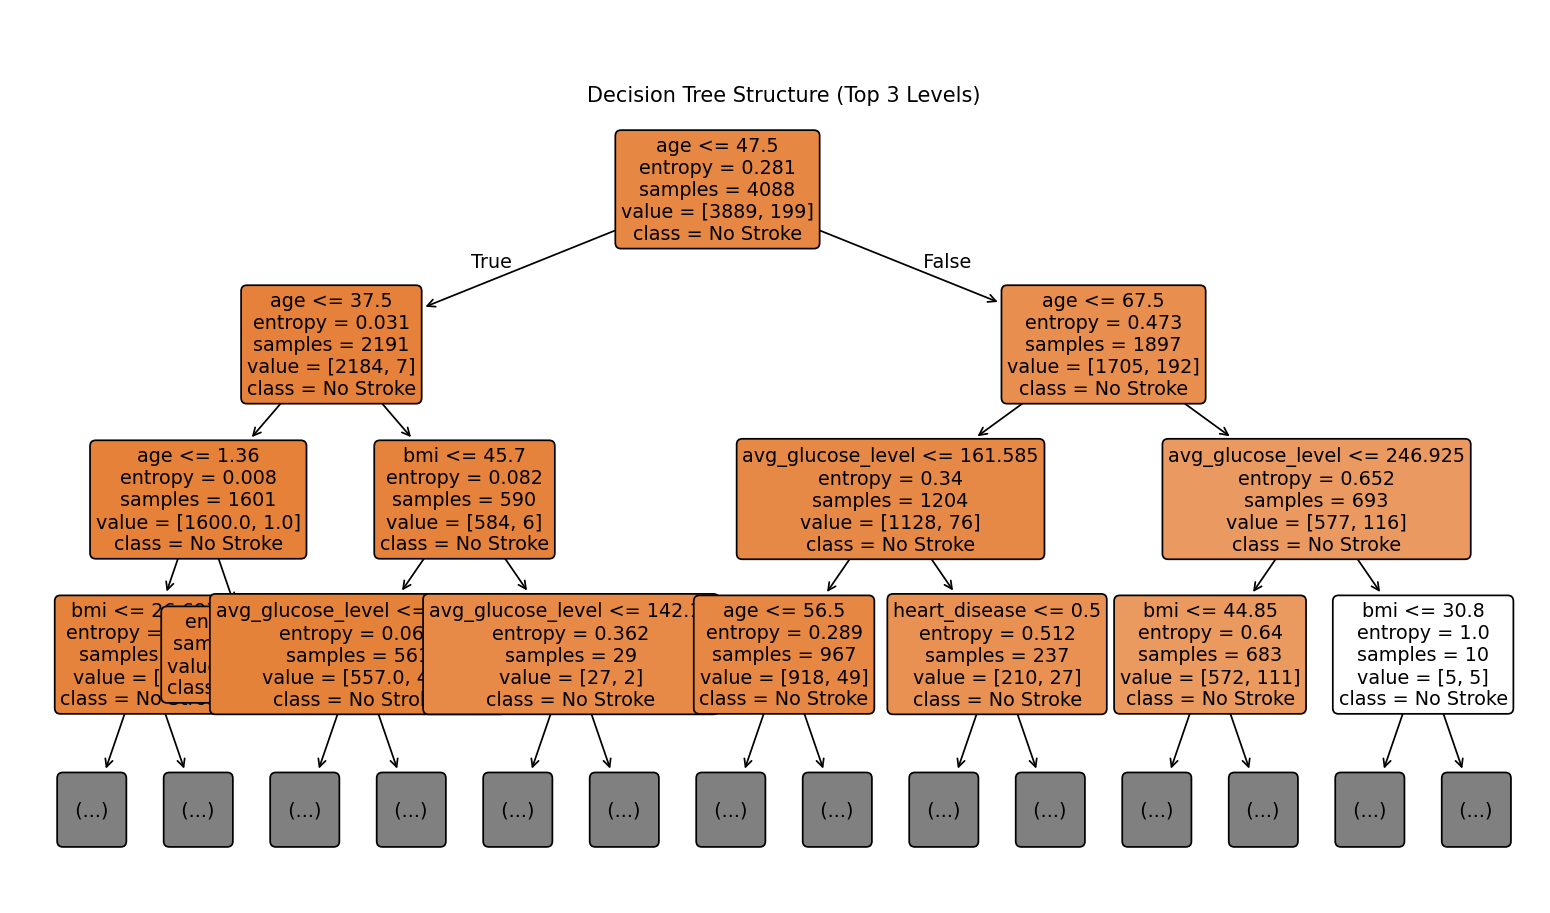 Decision Tree Structure (Top 3 Levels)
age <= 47.5
entropy = 0.281
samples = 4088
value = [3889, 199]
class = No Stroke
True
False
age <= 37.5
entropy = 0.031
samples = 2191
value = [2184, 7]
class = No Stroke
age <= 67.5
entropy = 0.473
samples = 1897
value = [1705, 192]
class = No Stroke
age <= 1.36
entropy = 0.008
samples = 1601
value = [1600.0, 1.0]
class = No Stroke
bmi <= 45.7
entropy = 0.082
samples = 590
value = [584, 6]
class = No Stroke
avg_glucose_level <= 161.585
entropy = 0.34
samples = 1204
value = [1128, 76]
class = No Stroke
avg_glucose_level <= 246.925
entropy = 0.652
samples = 693
value = [577, 116]
class = No Stroke
bmi <=
entropy =
samples
value = [
class = No
avg_glucose_level <=
entropy =
samples =
value = [557.0,
class = No
avg_glucose_level <=
entropy = 0.362
samples = 29
value = [27, 2]
class = No Stroke
age <= 56.5
entropy = 0.289
samples = 967
value = [918, 49]
class = No Stroke
heart_disease <= 0.5
entropy = 0.512
samples = 237
value = [210, 27]
class = No Stroke
bmi <= 44.85
entropy = 0.64
samples = 683
value = [572, 111]
class = No Stroke
bmi <= 30.8
entropy = 1.0
samples = 10
value = [5, 5]
class = No Stroke
(...)
(...)
(...)
(...)
(...)
(...)
(...)
(...)
(...)
(...)
(...)
(...)
(...)
(...)